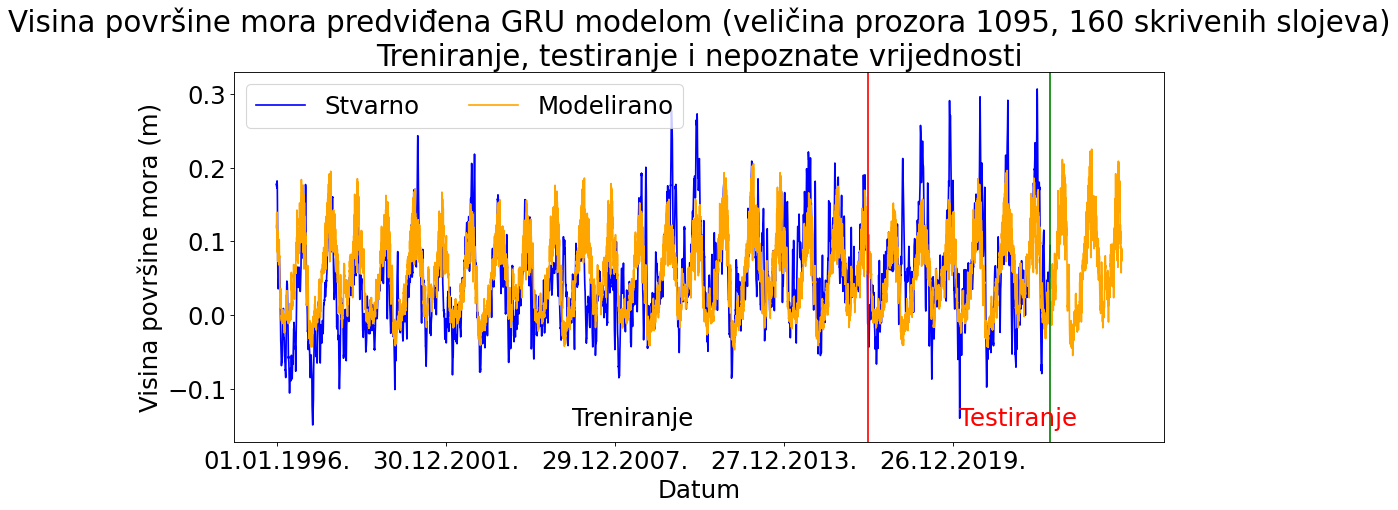 Visina površine mora predviđena GRU modelom (veličina prozora 1095, 160 skrivenih slojeva)
Treniranje, testiranje i nepoznate vrijednosti
Stvarno Modelirano
Visina površine mora (m)
0.3
0.2
0.1
0.0
−0.1
Treniranje Testiranje
01.01.1996. 30.12.2001. 29.12.2007. 27.12.2013. 26.12.2019.
Datum